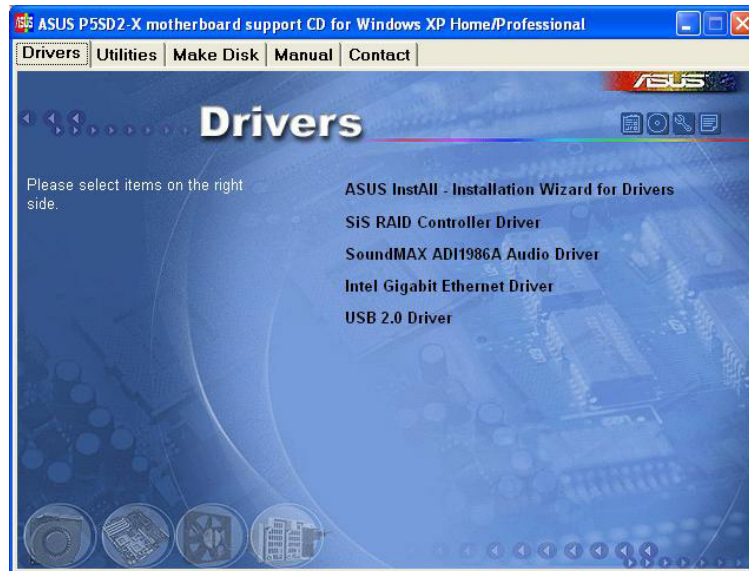 ASUS P5SD2-X motherboard support CD for Windows XP Home/Professional
Drivers Utilities Make Disk Manual Contact
ASUS
Drivers
Please select items on the right
side.
ASUS InstAll - Installation Wizard for Drivers
SiS RAID Controller Driver
SoundMAX ADI1986A Audio Driver
Intel Gigabit Ethernet Driver
USB 2.0 Driver